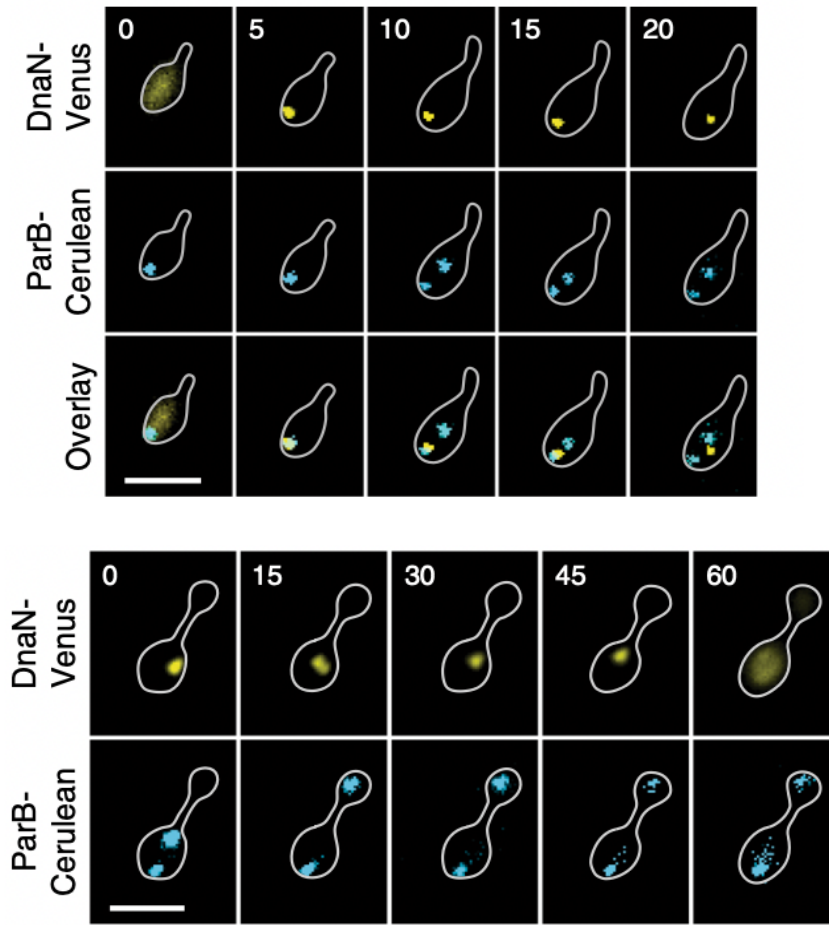 DnaN-
Venus
0
5
10
15
20
ParB-
Cerulean
Overlay
DnaN-
Venus
0
15
30
45
60
ParB-
Cerulean